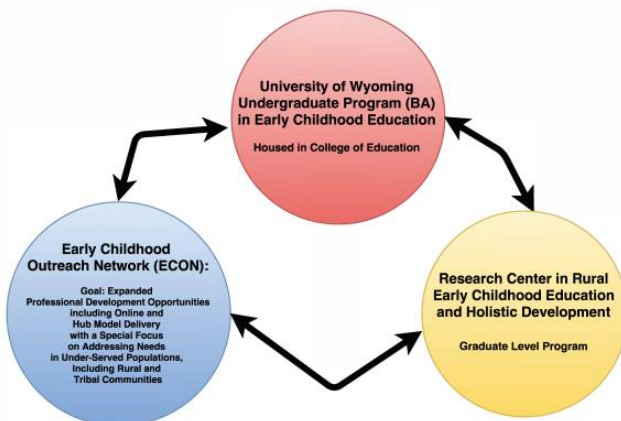 University of Wyoming
Undergraduate Program (BA)
in Early Childhood Education
Housed in College of Education
Early Childhood
Outreach Network (ECON):
Goal: Expanded
Professional Development Opportunities
including Online and
Hub Model Delivery
with a Special Focus
on Addressing Needs
in Under-Served Populations,
Including Rural and
Tribal Communities
Research Center in Rural
Early Childhood Education
and Holistic Development
Graduate Level Program